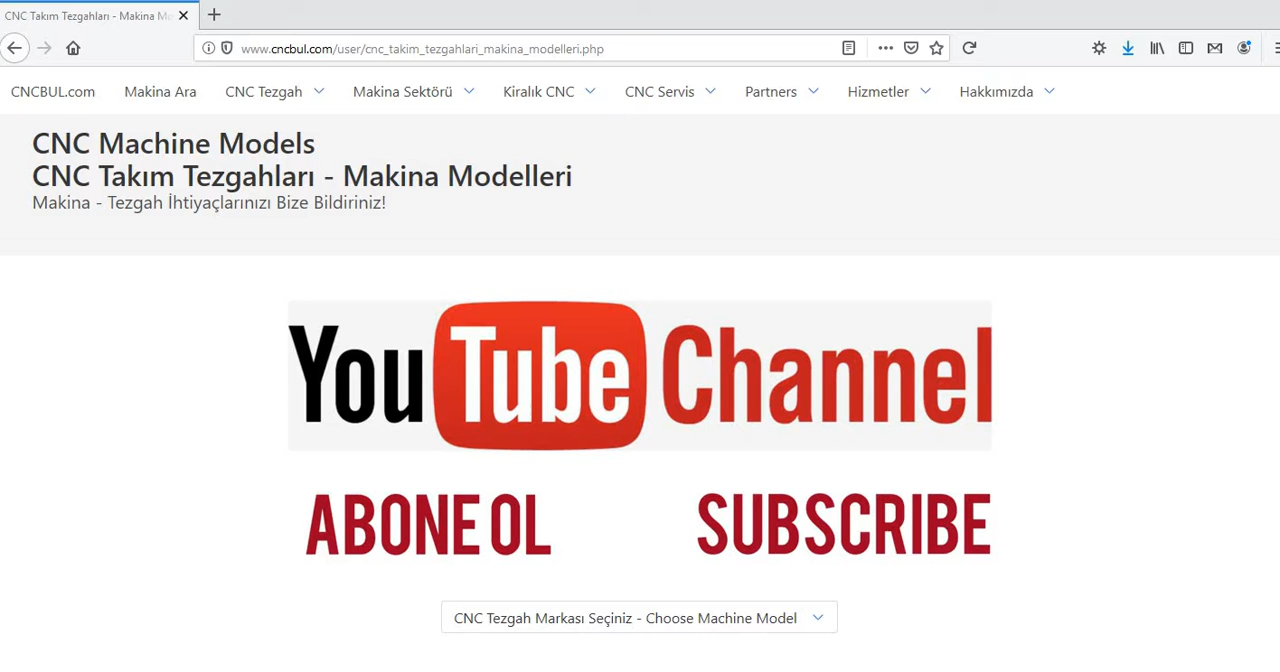 CNC Takım Tezgahları - Makina Mo
www.cncbul.com/user/cnc_takim_tezgahlari_makina_modelleri.php
CNCBUL.com Makina Ara CNC Tezgah Makina Sektörü Kiralık CNC CNC Servis Partners Hizmetler Hakkımızda
CNC Machine Models
CNC Takım Tezgahları - Makina Modelleri
Makina - Tezgah İhtiyaçlarınızı Bize Bildiriniz!
YouTube Channel
ABONE OL SUBSCRIBE
CNC Tezgah Markası Seçiniz - Choose Machine Model